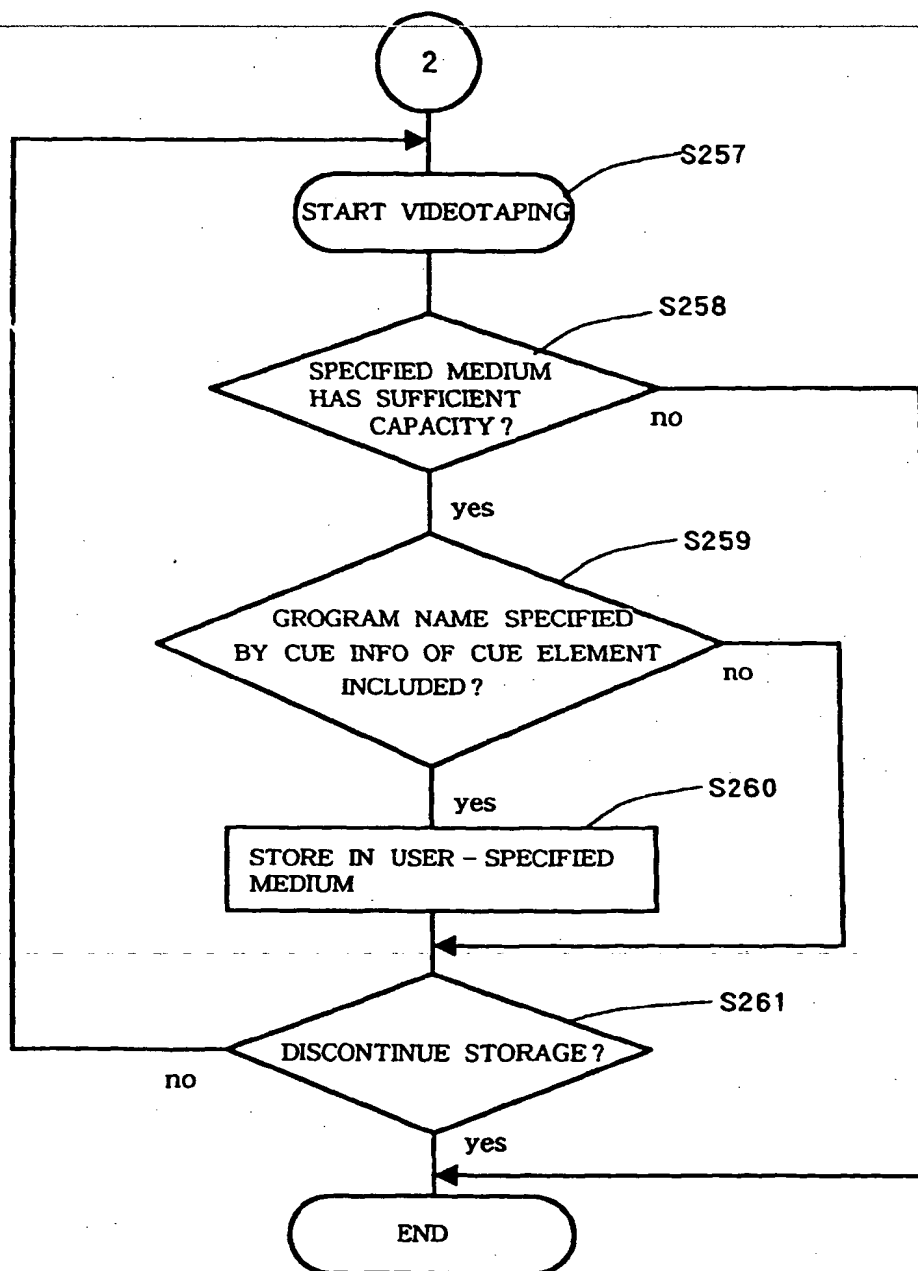 2
S257
START VIDEOTAPING
S258
SPECIFIED MEDIUM
HAS SUFFICIENT
CAPACITY?
no
yes
S259
GROGRAM NAME SPECIFIED
BY CUE INFO OF CUE ELEMENT
INCLUDED?
no
yes
S260
STORE IN USER-SPECIFIED
MEDIUM
S261
DISCONTINUE STORAGE?
no
yes
END